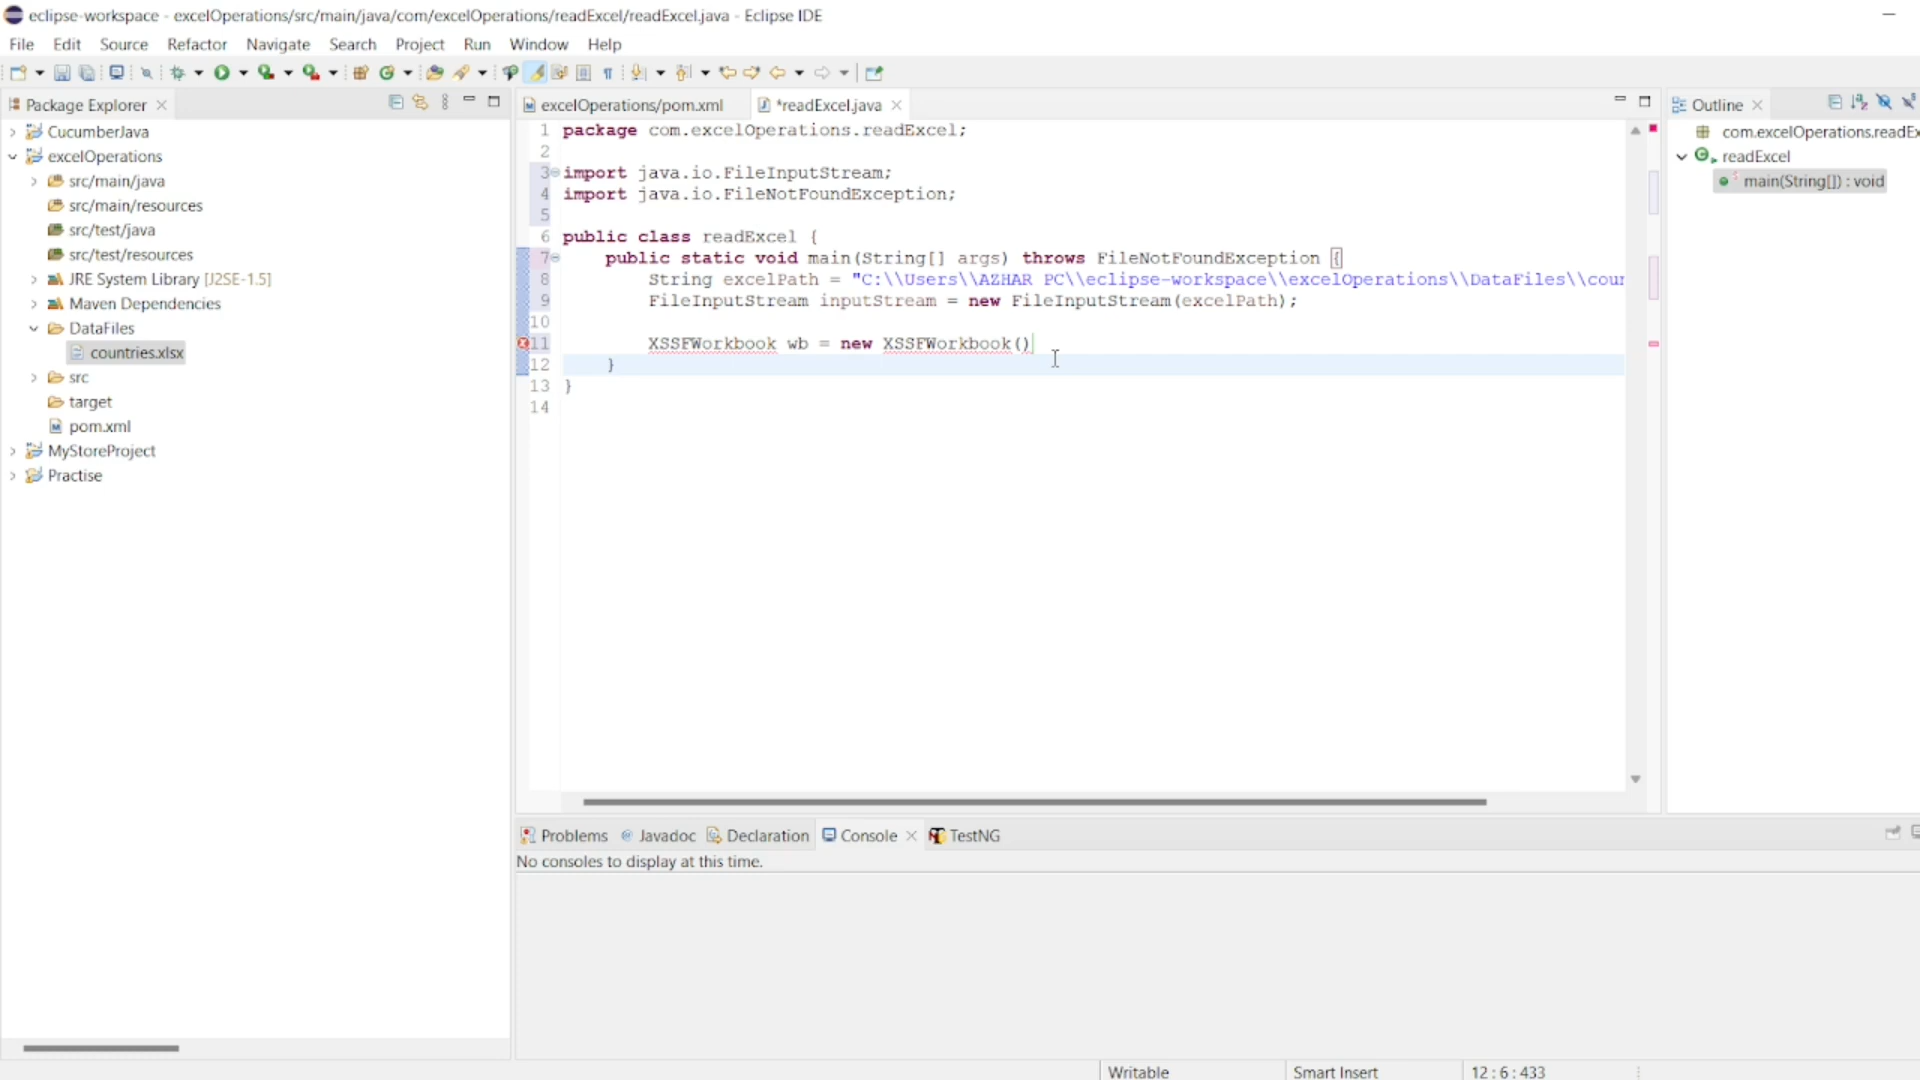 eclipse-workspace - excelOperations/src/main/java/com/excelOperations/readExcel/readExcel.java - Eclipse IDE
File Edit Source Refactor Navigate Search Project Run Window Help
Package Explorer
excelOperations/pom.xml
*readExcel.java
Outline
CucumberJava
excelOperations
src/main/java
src/main/resources
src/test/java
src/test/resources
JRE System Library [J2SE-1.5]
Maven Dependencies
DataFiles
countries.xlsx
src
target
pom.xml
MyStoreProject
Practise
1 package com.excelOperations.readExcel;
2
3 import java.io.FileInputStream;
4 import java.io.FileNotFoundException;
5
6 public class readExcel {
7 public static void main(String[] args) throws FileNotFoundException {
8 String excelPath = "C:\\Users\\AZHAR PC\\eclipse-workspace\\excelOperations\\DataFiles\\cour
9 FileInputStream inputStream = new FileInputStream(excelPath);
10
11 XSSFWorkbook wb = new XSSFWorkbook()
12 }
13 }
14
com.excelOperations.readEx
readExcel
main(String[]) : void
Problems Javadoc Declaration Console TestNG
No consoles to display at this time.
Writable Smart Insert 12 : 6 : 433